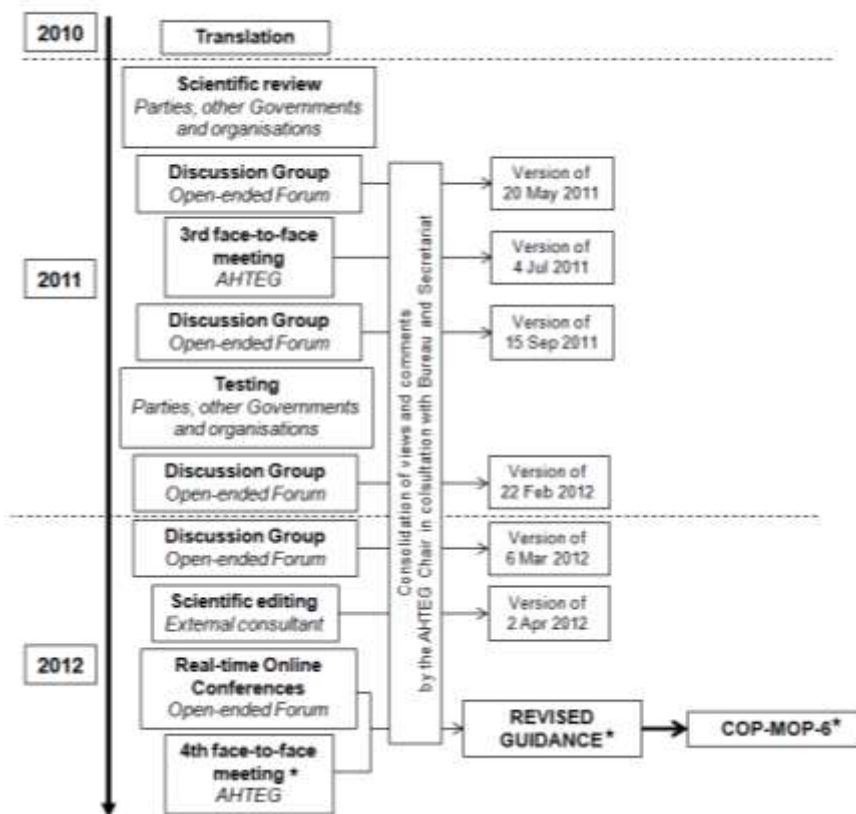 2010
Translation
Scientific review
Parties, other Governments
and organisations
Discussion Group
Open-ended Forum
Version of
20 May 2011
3rd face-to-face
meeting
AHTEG
Version of
4 Jul 2011
2011
Discussion Group
Open-ended Forum
Version of
15 Sep 2011
Testing
Parties, other Governments
and organisations
Discussion Group
Open-ended Forum
Version of
22 Feb 2012
Consolidation of views and comments
by the AHTEG Chair in colsultation with Bureau and Secretariat
Discussion Group
Open-ended Forum
Version of
6 Mar 2012
Scientific editing
External consultant
Version of
2 Apr 2012
2012
Real-time Online
Conferences
Open-ended Forum
4th face-to-face
meeting *
AHTEG
REVISED
GUIDANCE*
COP-MOP-6*